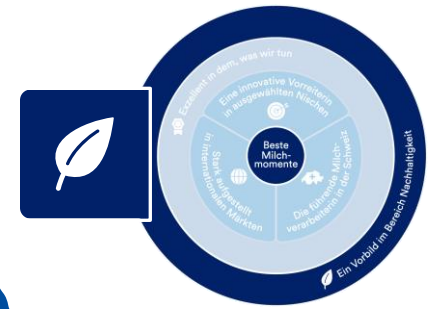 Exzellent in dem, was wir tun
Eine innovative Vorreiterin
in ausgewählten Nischen
Beste
Milch-
momente
Stark aufgestellt
in internationalen Märkten
Die führende Milch-
verarbeiterin in der Schweiz
Ein Vorbild im Bereich Nachhaltigkeit